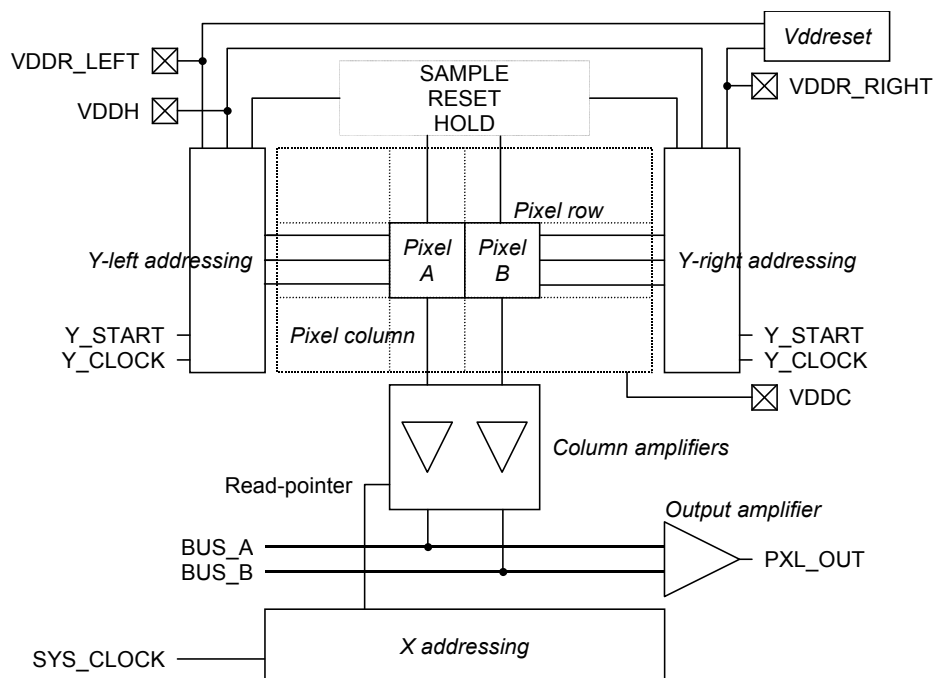 Vddreset
VDDR_LEFT
VDDR_RIGHT
VDDH
SAMPLE
RESET
HOLD
Pixel row
Pixel
A
Pixel
B
Y-left addressing
Y-right addressing
Pixel column
Y_START
Y_CLOCK
Y_START
Y_CLOCK
VDDC
Column amplifiers
Read-pointer
Output amplifier
BUS_A
BUS_B
PXL_OUT
X addressing
SYS_CLOCK